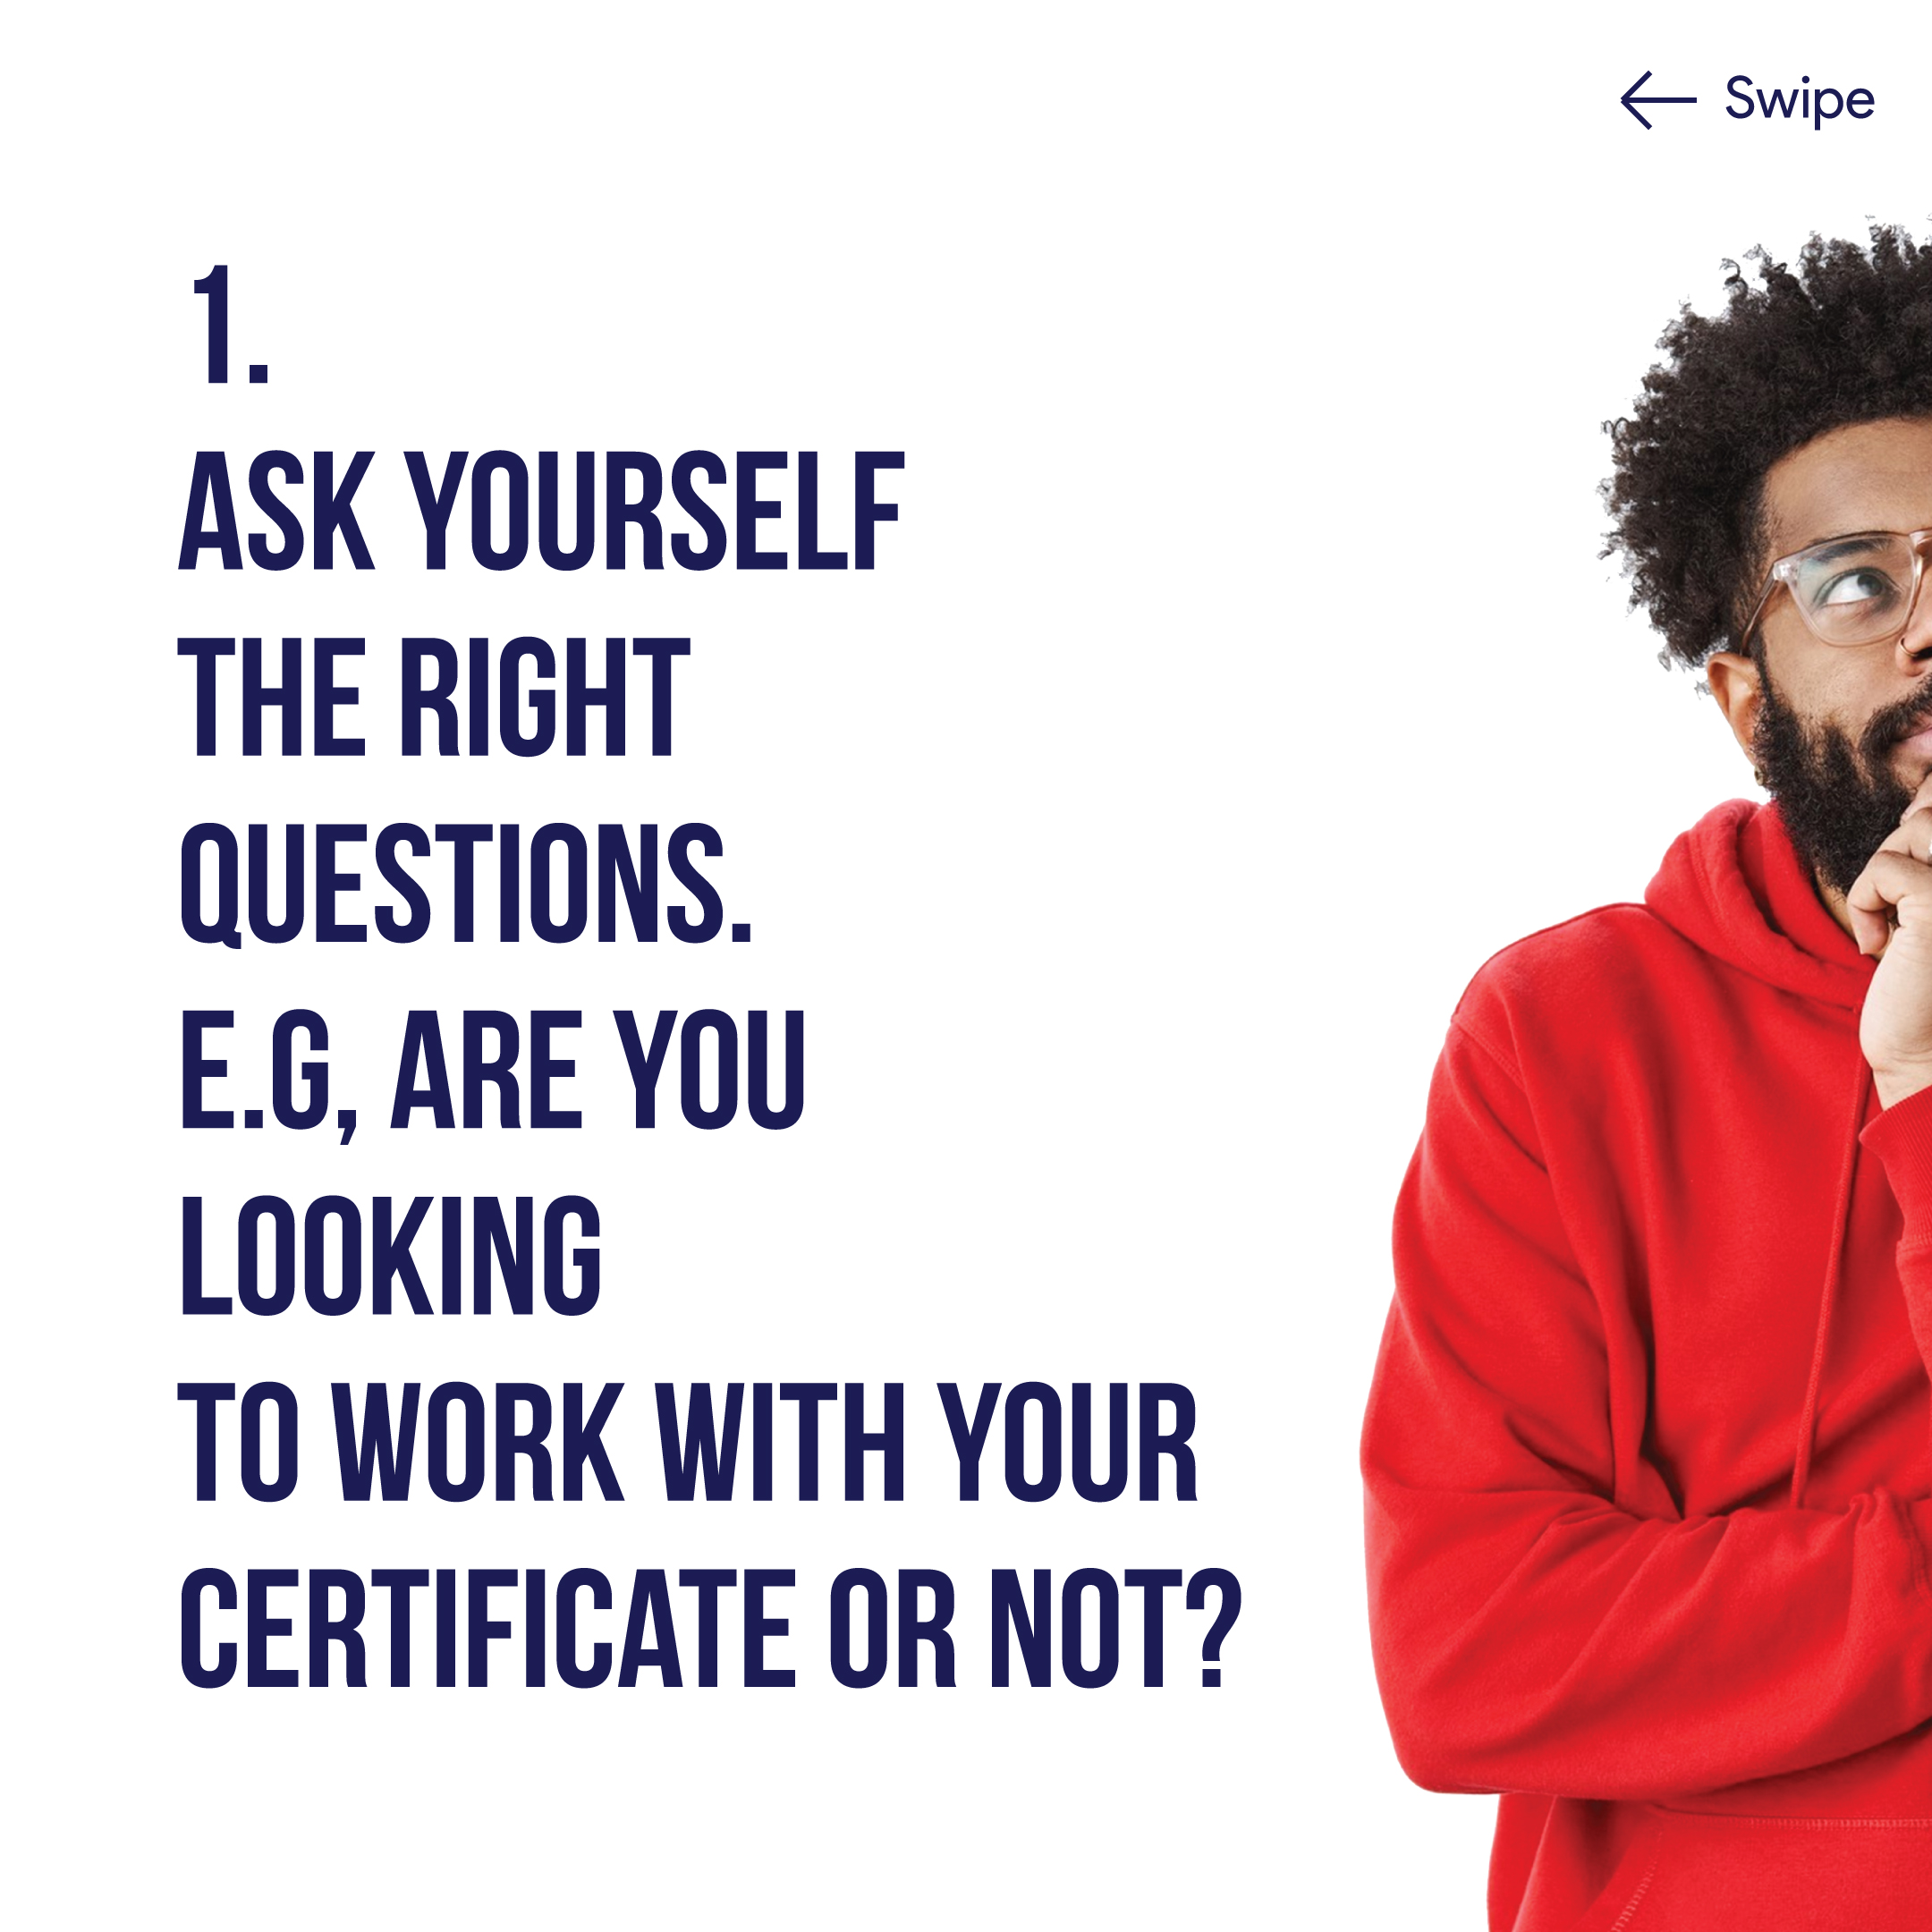 Swipe
1.
ASK YOURSELF
THE RIGHT
QUESTIONS.
E.G, ARE YOU
LOOKING
TO WORK WITH YOUR
CERTIFICATE OR NOT?